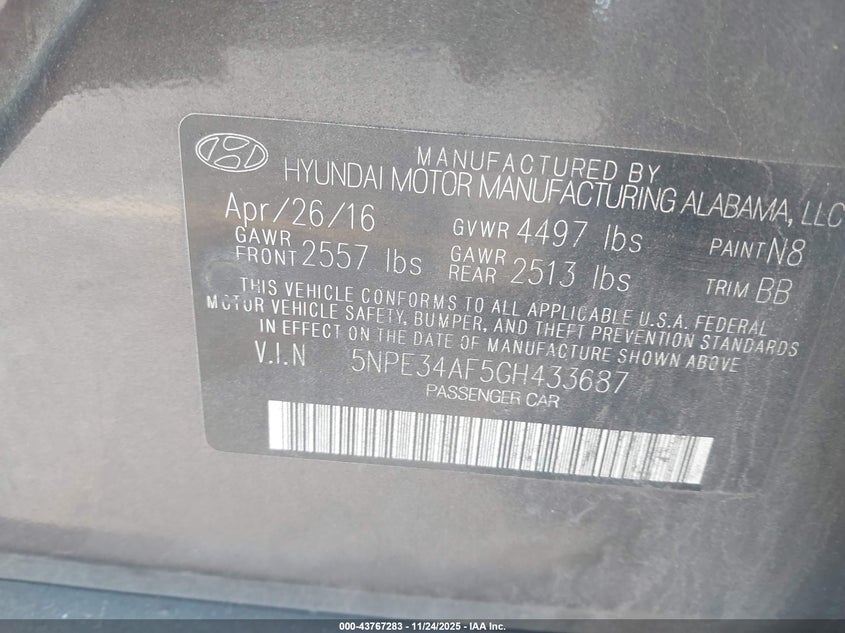 MANUFACTURED BY
HYUNDAI MOTOR MANUFACTURING ALABAMA, LLC
Apr/26/16 GVWR 4497 lbs PAINT N8
GAWR FRONT 2557 lbs GAWR REAR 2513 lbs TRIM BB
THIS VEHICLE CONFORMS TO ALL APPLICABLE U.S.A. FEDERAL
MOTOR VEHICLE SAFETY, BUMPER, AND THEFT PREVENTION STANDARDS
IN EFFECT ON THE DATE OF MANUFACTURE SHOWN ABOVE
V.I.N 5NPE34AF5GH433687
PASSENGER CAR
000-43767283 - 11/24/2025 - IAA Inc.